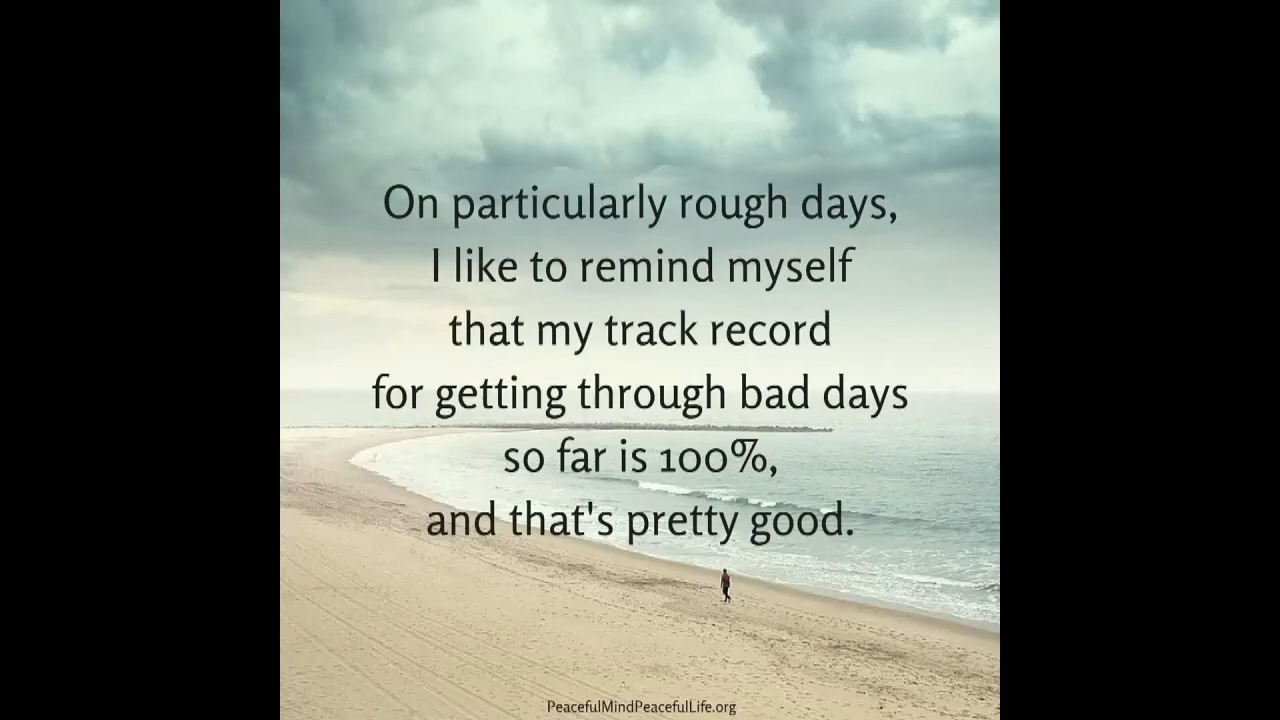 On particularly rough days,
I like to remind myself
that my track record
for getting through bad days
so far is 100%,
and that's pretty good.
PeacefulMindPeacefulLife.org